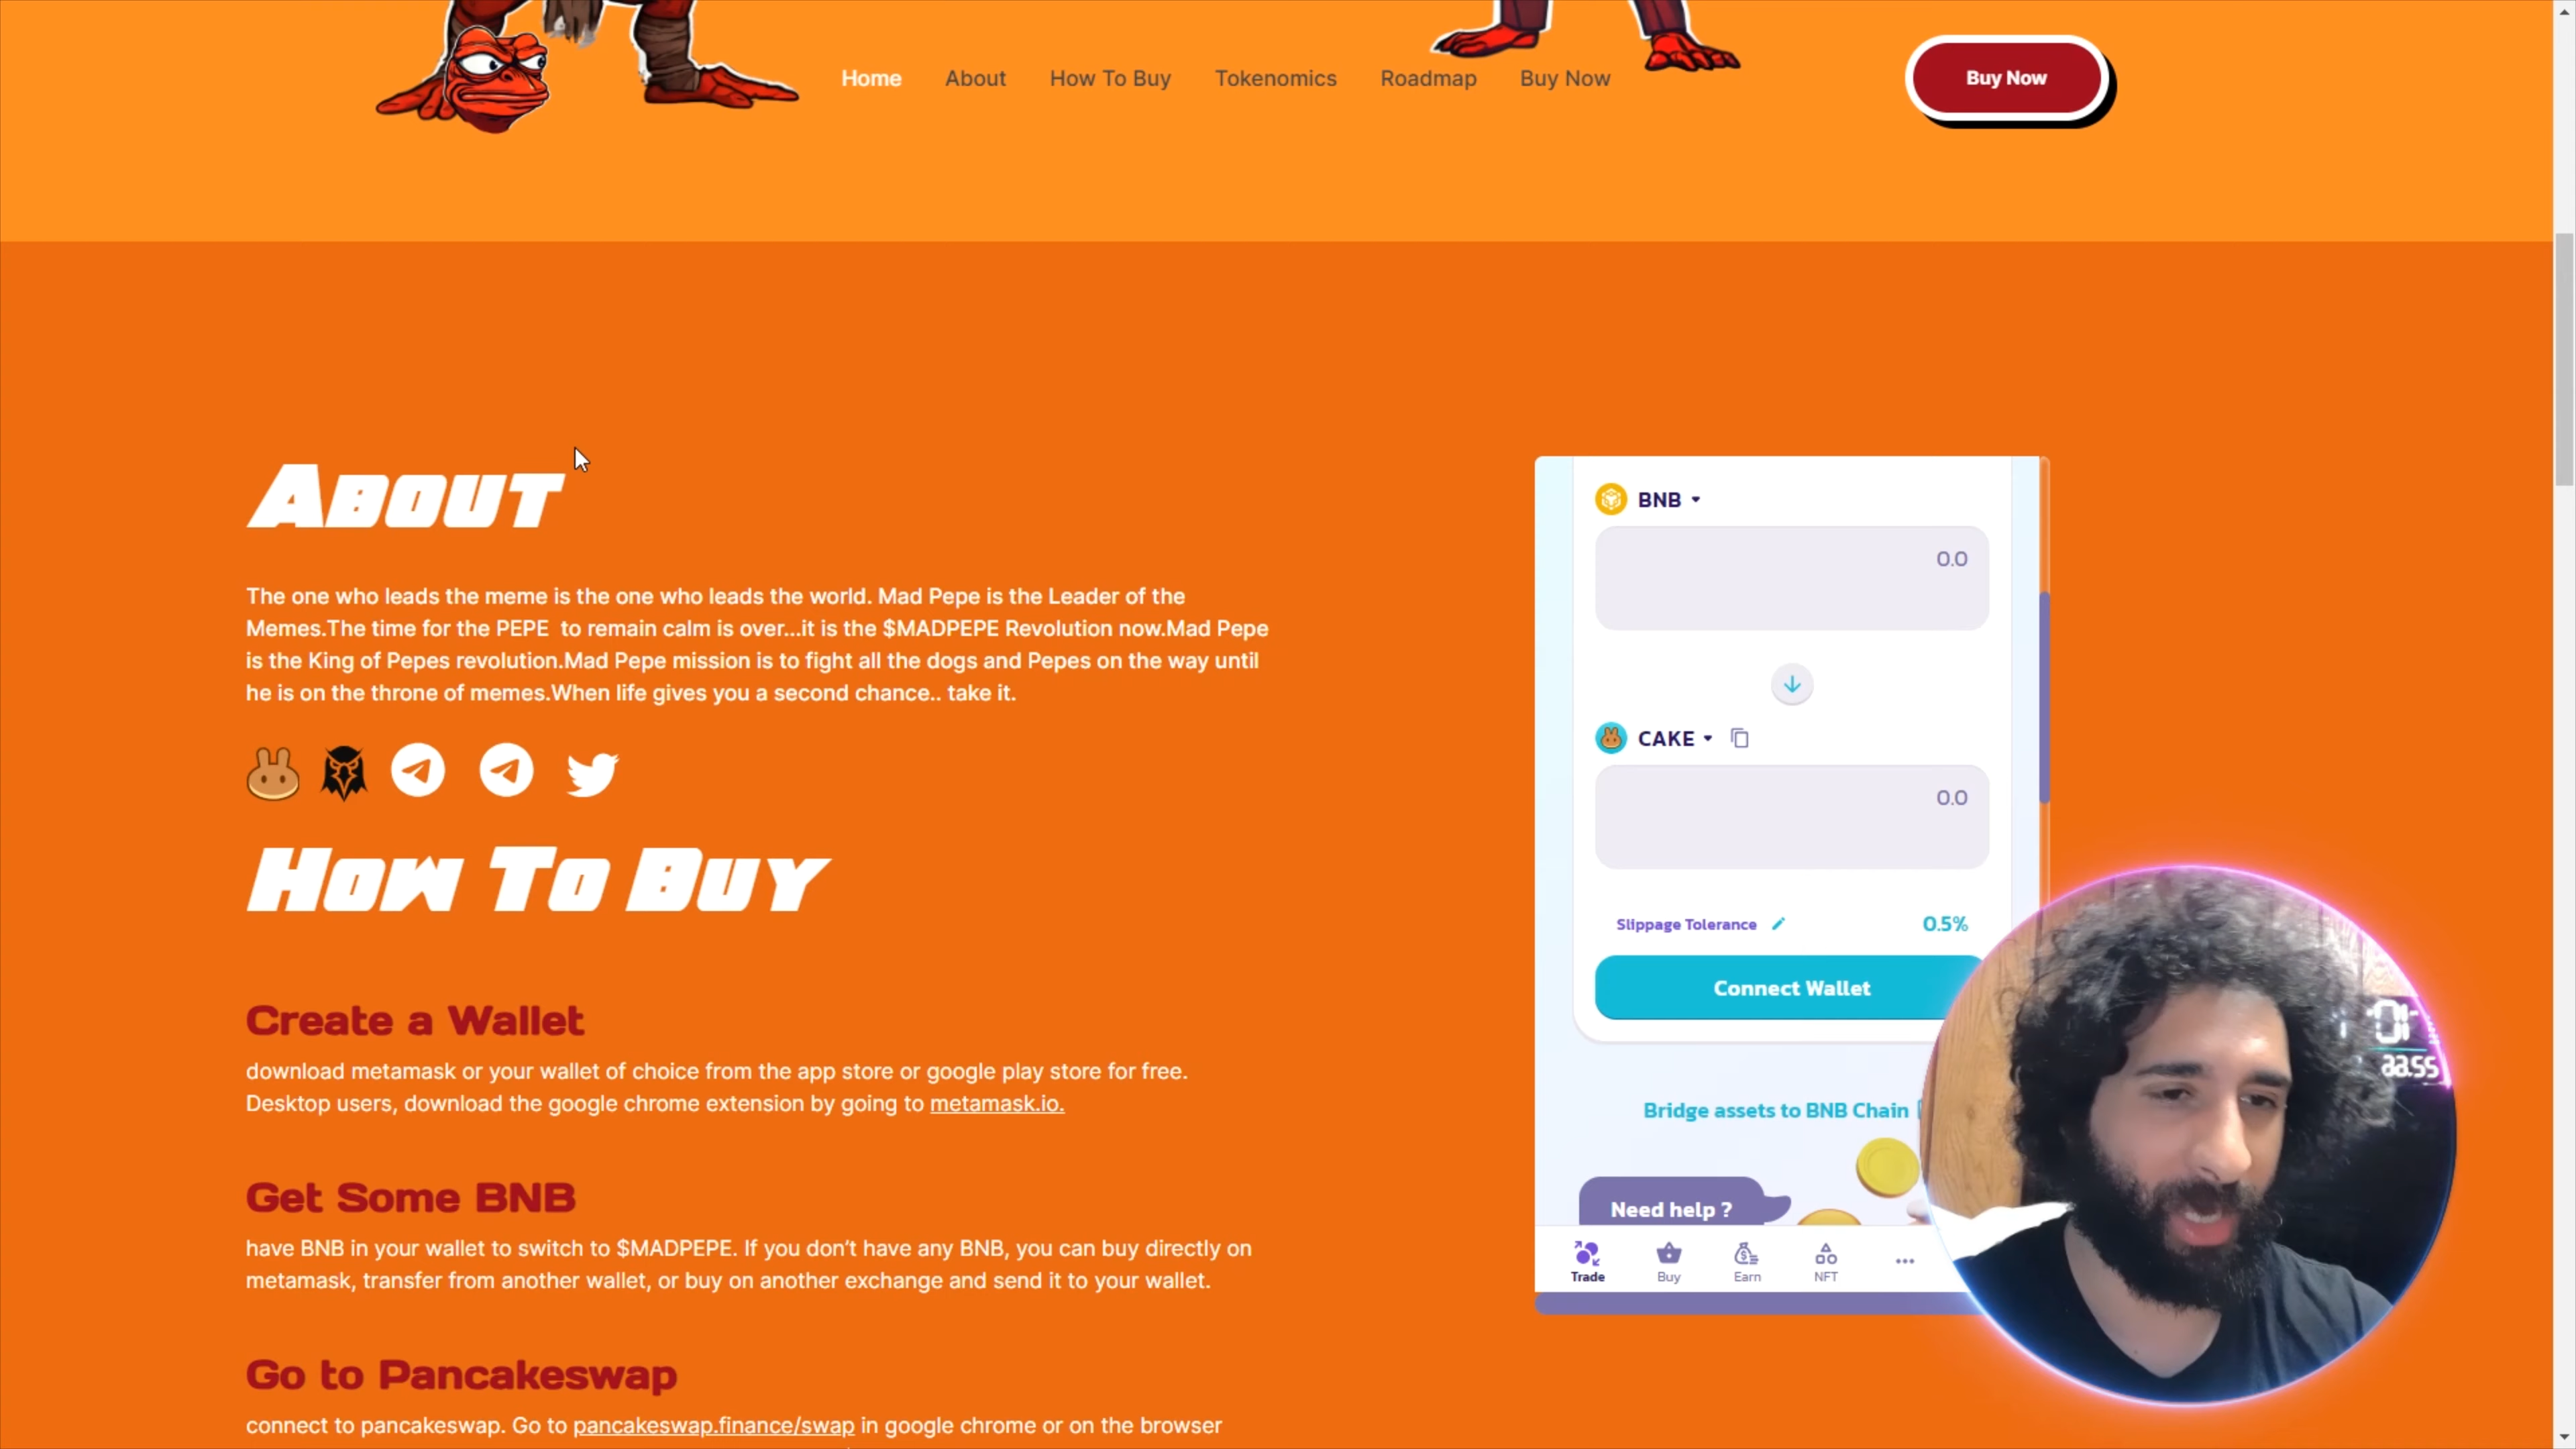 Home About How To Buy Tokenomics Roadmap Buy Now
Buy Now
About
The one who leads the meme is the one who leads the world. Mad Pepe is the Leader of the
Memes.The time for the PEPE  to remain calm is over...it is the $MADPEPE Revolution now.Mad Pepe
is the King of Pepes revolution.Mad Pepe mission is to fight all the dogs and Pepes on the way until
he is on the throne of memes.When life gives you a second chance.. take it.
How To Buy
Create a Wallet
download metamask or your wallet of choice from the app store or google play store for free.
Desktop users, download the google chrome extension by going to metamask.io.
Get Some BNB
have BNB in your wallet to switch to $MADPEPE. If you don't have any BNB, you can buy directly on
metamask, transfer from another wallet, or buy on another exchange and send it to your wallet.
Go to Pancakeswap
connect to pancakeswap. Go to pancakeswap.finance/swap in google chrome or on the browser
BNB
0.0
CAKE
0.0
Slippage Tolerance 0.5%
Connect Wallet
Bridge assets to BNB Chain
Need help ?
Trade Buy Earn NFT